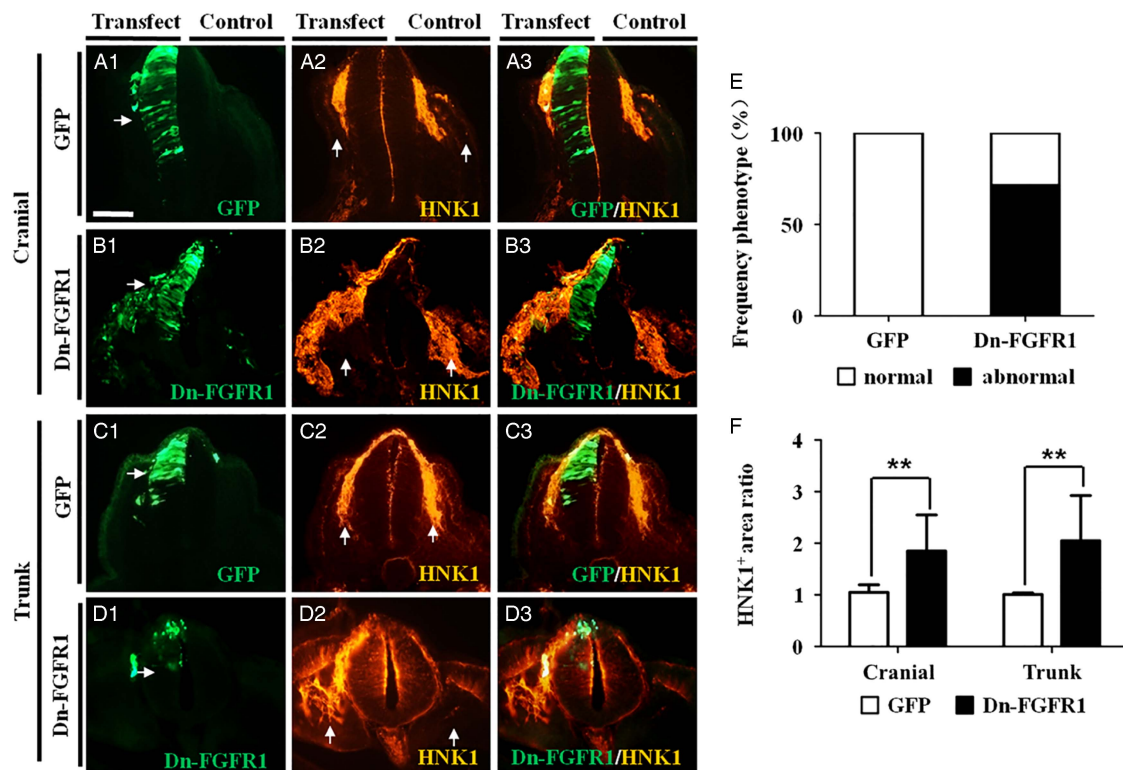 Transfect Control Transfect Control Transfect Control
Cranial
GFP
A1 A2 A3
GFP HNK1 GFP/HNK1
Dn-FGFR1
B1 B2 B3
Dn-FGFR1 HNK1 Dn-FGFR1/HNK1
Trunk
GFP
C1 C2 C3
GFP HNK1 GFP/HNK1
Dn-FGFR1
D1 D2 D3
Dn-FGFR1 HNK1 Dn-FGFR1/HNK1
E
Frequency phenotype (%)
100
50
0
GFP Dn-FGFR1
normal abnormal
F
HNK1+ area ratio
4
3
2
1
0
** **
Cranial Trunk
GFP Dn-FGFR1